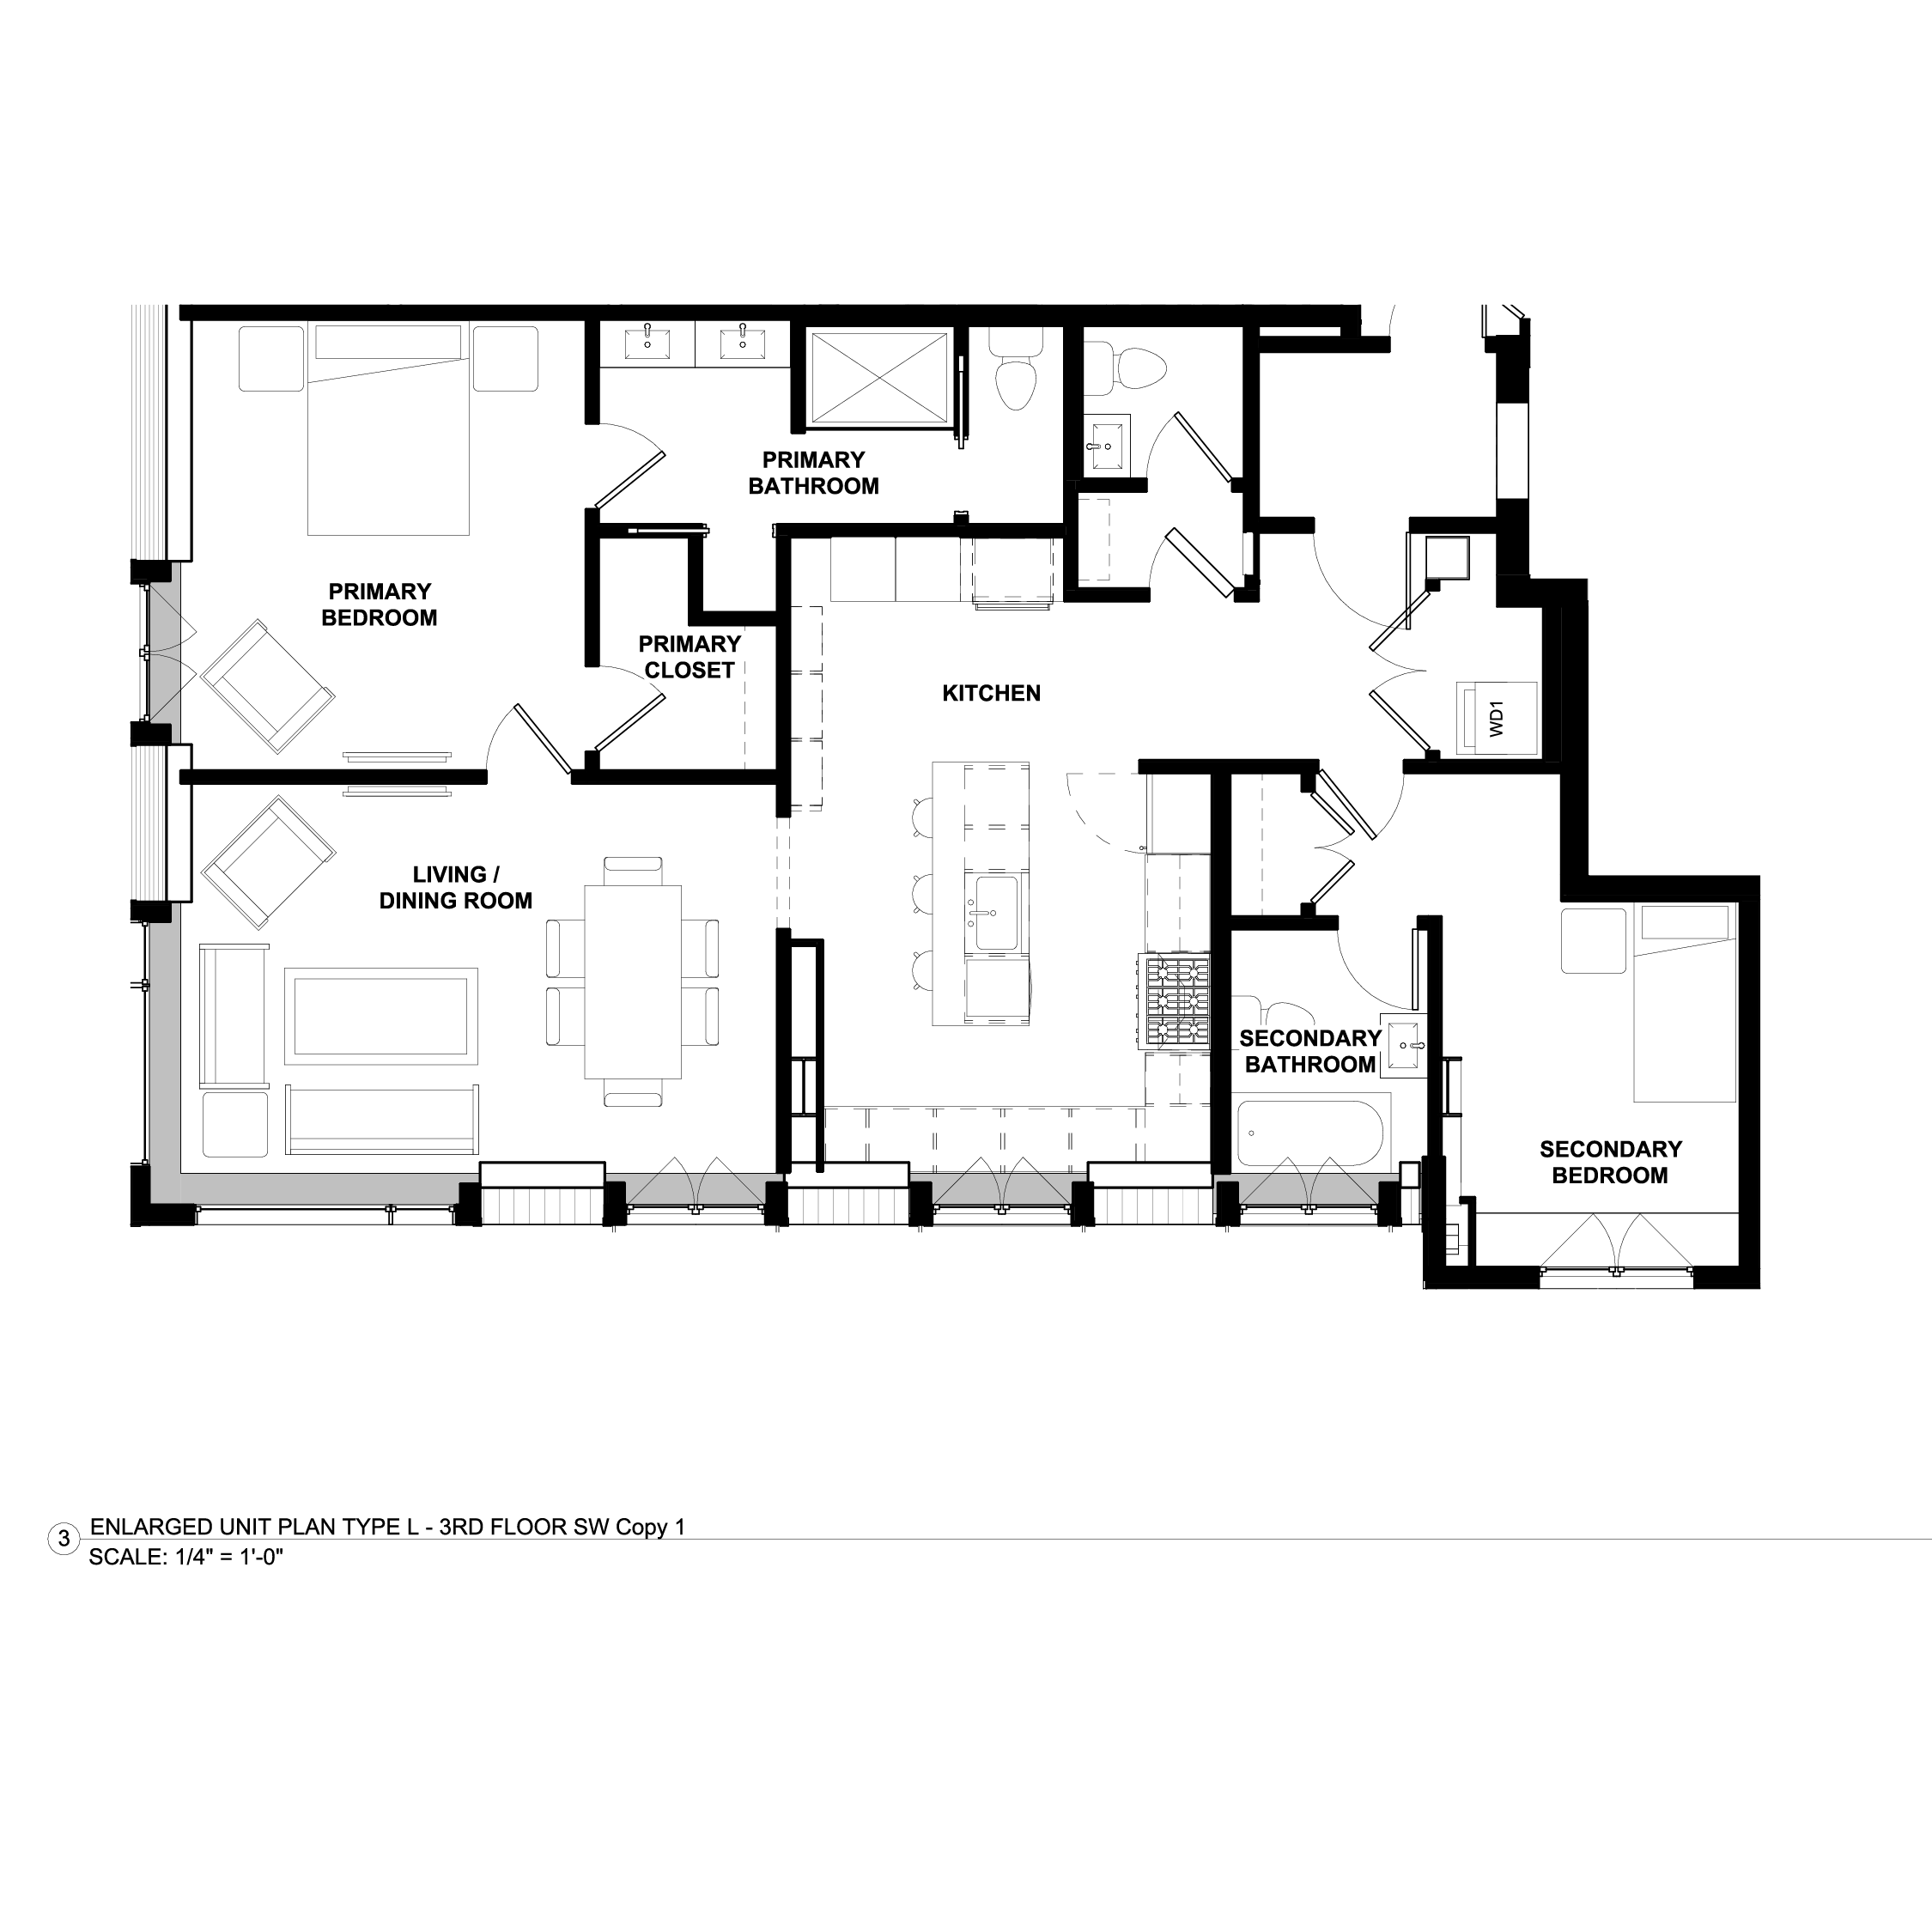 PRIMARY
BATHROOM
PRIMARY
BEDROOM
PRIMARY
CLOSET
KITCHEN
WD1
LIVING /
DINING ROOM
SECONDARY
BATHROOM
SECONDARY
BEDROOM
3
ENLARGED UNIT PLAN TYPE L - 3RD FLOOR SW Copy 1
SCALE: 1/4" = 1'-0"